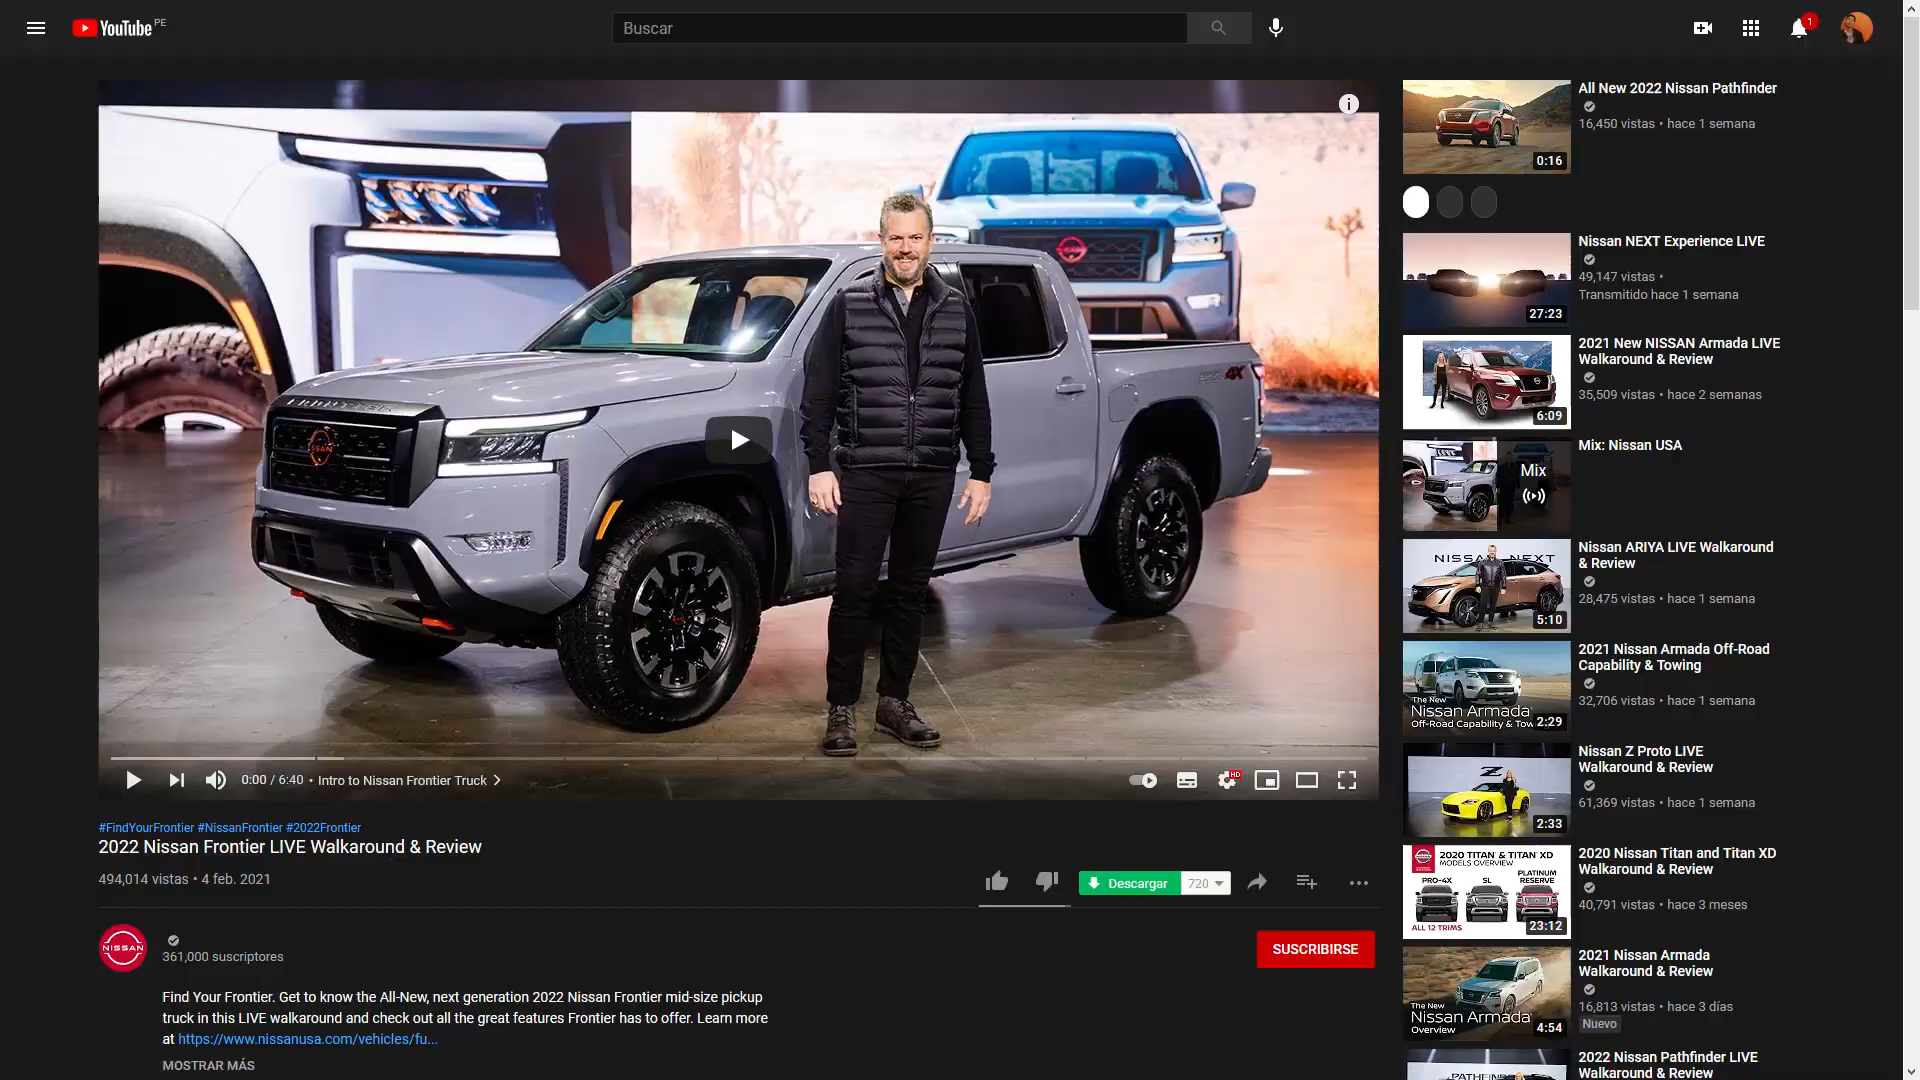 YouTube PE
Buscar
1
NISSAN
4X
0:00 / 6:40 • Intro to Nissan Frontier Truck
HD
#FindYourFrontier #NissanFrontier #2022Frontier
2022 Nissan Frontier LIVE Walkaround & Review
494,014 vistas • 4 feb. 2021
Descargar
720
NISSAN
361,000 suscriptores
SUSCRIBIRSE
Find Your Frontier. Get to know the All-New, next generation 2022 Nissan Frontier mid-size pickup
truck in this LIVE walkaround and check out all the great features Frontier has to offer. Learn more
at https://www.nissanusa.com/vehicles/fu...
MOSTRAR MÁS
0:16
All New 2022 Nissan Pathfinder
16,450 vistas • hace 1 semana
27:23
Nissan NEXT Experience LIVE
49,147 vistas •
Transmitido hace 1 semana
6:09
2021 New NISSAN Armada LIVE
Walkaround & Review
35,509 vistas • hace 2 semanas
Mix
Mix: Nissan USA
NISSAN NEXT
5:10
Nissan ARIYA LIVE Walkaround
& Review
28,475 vistas • hace 1 semana
The New
Nissan Armada
Off-Road Capability & Tow
2:29
2021 Nissan Armada Off-Road
Capability & Towing
32,706 vistas • hace 1 semana
Z
2:33
Nissan Z Proto LIVE
Walkaround & Review
61,369 vistas • hace 1 semana
2020 TITAN & TITAN XD
MODELS OVERVIEW
PRO-4X SL PLATINUM
RESERVE
ALL 12 TRIMS
23:12
2020 Nissan Titan and Titan XD
Walkaround & Review
40,791 vistas • hace 3 meses
The New
Nissan Armada
Overview
4:54
2021 Nissan Armada
Walkaround & Review
16,813 vistas • hace 3 días
Nuevo
2022 Nissan Pathfinder LIVE
Walkaround & Review